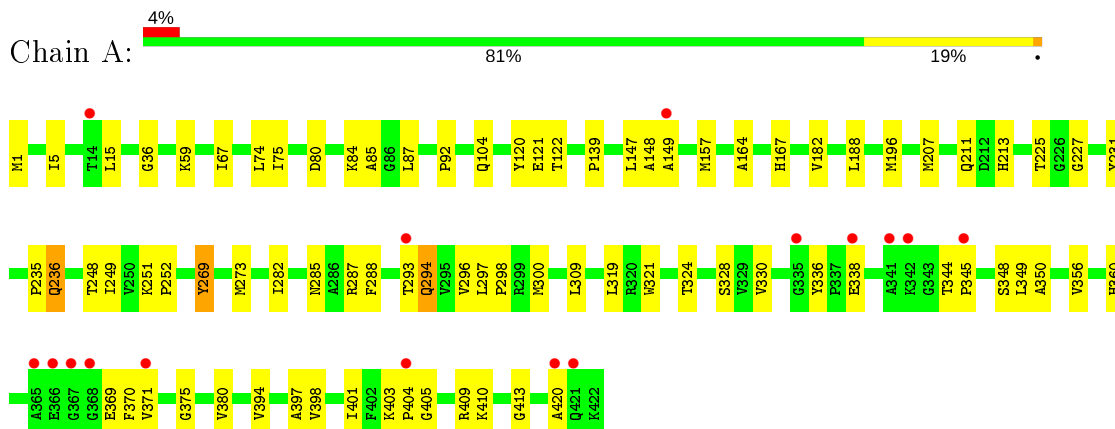 4%
Chain A:
81% 19% •
M1 I5 T14 L15 G36 K59 I67 L74 I75 D80 K84 A85 G86 L87 P92 Q104 Y120 E121 T122 P139 L147 A148 A149 M157 A164 H167 V182 L188 M196 M207 Q211 D212 H213 T225 G226 G227 Y231
P235 Q236 T248 I249 V250 K251 P252 Y269 M273 I282 N285 A286 R287 F288 T293 Q294 V295 V296 L297 P298 R299 M300 L309 L319 R320 W321 T324 S328 V329 V330 G335 Y336 P337 E338 A341 K342 G343 T344 P345 S348 L349 A350 V356 H360
A365 E366 G367 G368 E369 F370 V371 G375 V380 V394 A397 V398 I401 F402 K403 P404 G405 R409 K410 G413 A420 Q421 K422